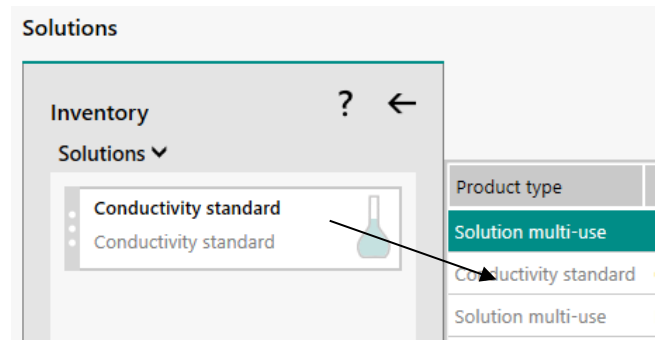 Solutions
Inventory ? ←
Solutions
Conductivity standard
Conductivity standard
Product type
Solution multi-use
Conductivity standard
Solution multi-use